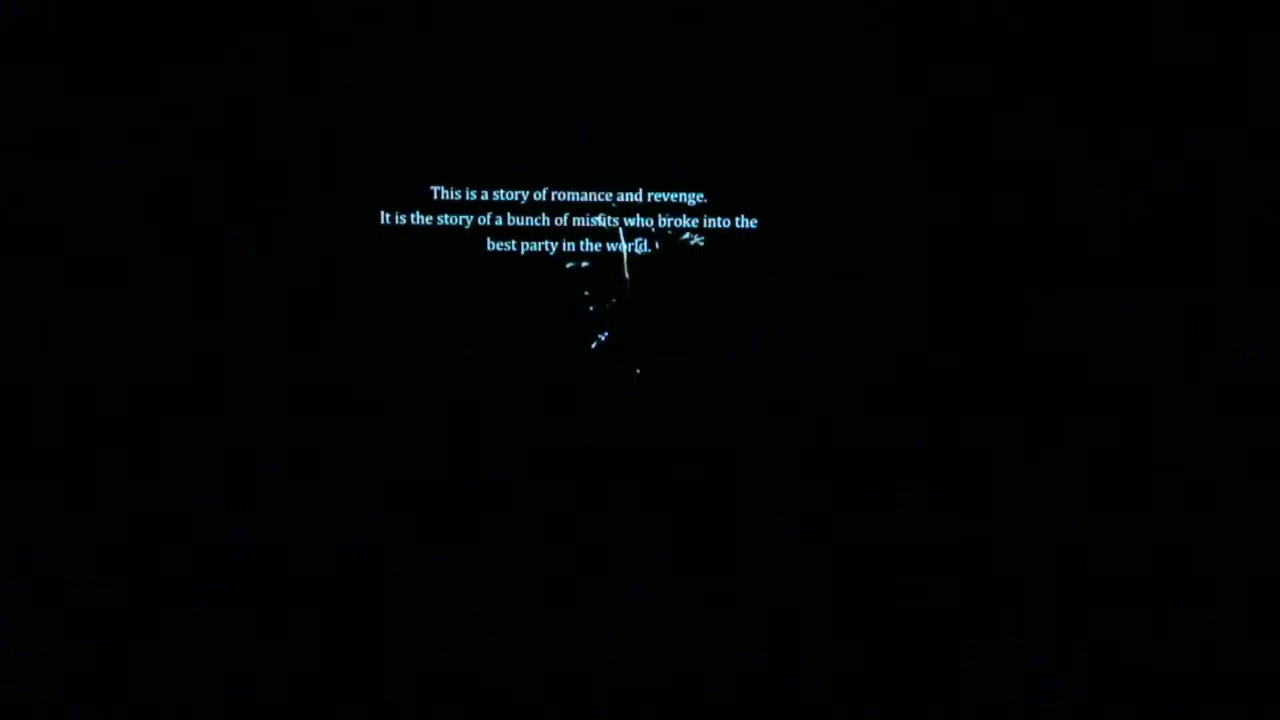 This is a story of romance and revenge.
It is the story of a bunch of misfits who broke into the
best party in the world.